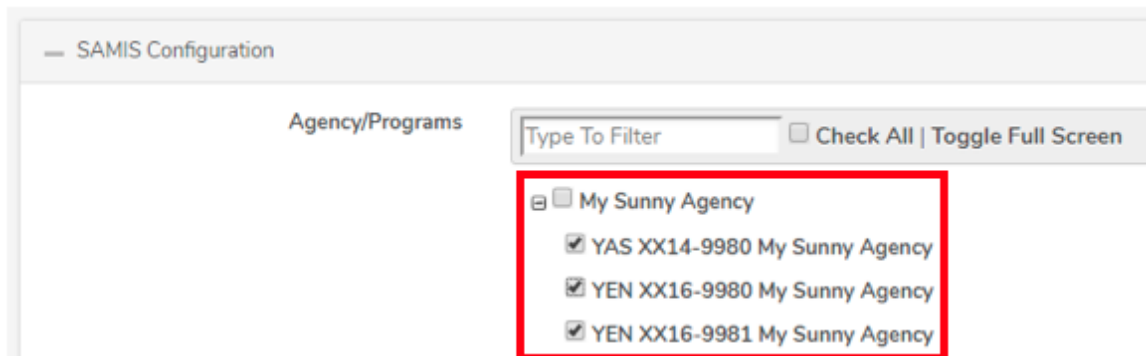 SAMIS Configuration
Agency/Programs
Type To Filter Check All | Toggle Full Screen
My Sunny Agency
YAS XX14-9980 My Sunny Agency
YEN XX16-9980 My Sunny Agency
YEN XX16-9981 My Sunny Agency